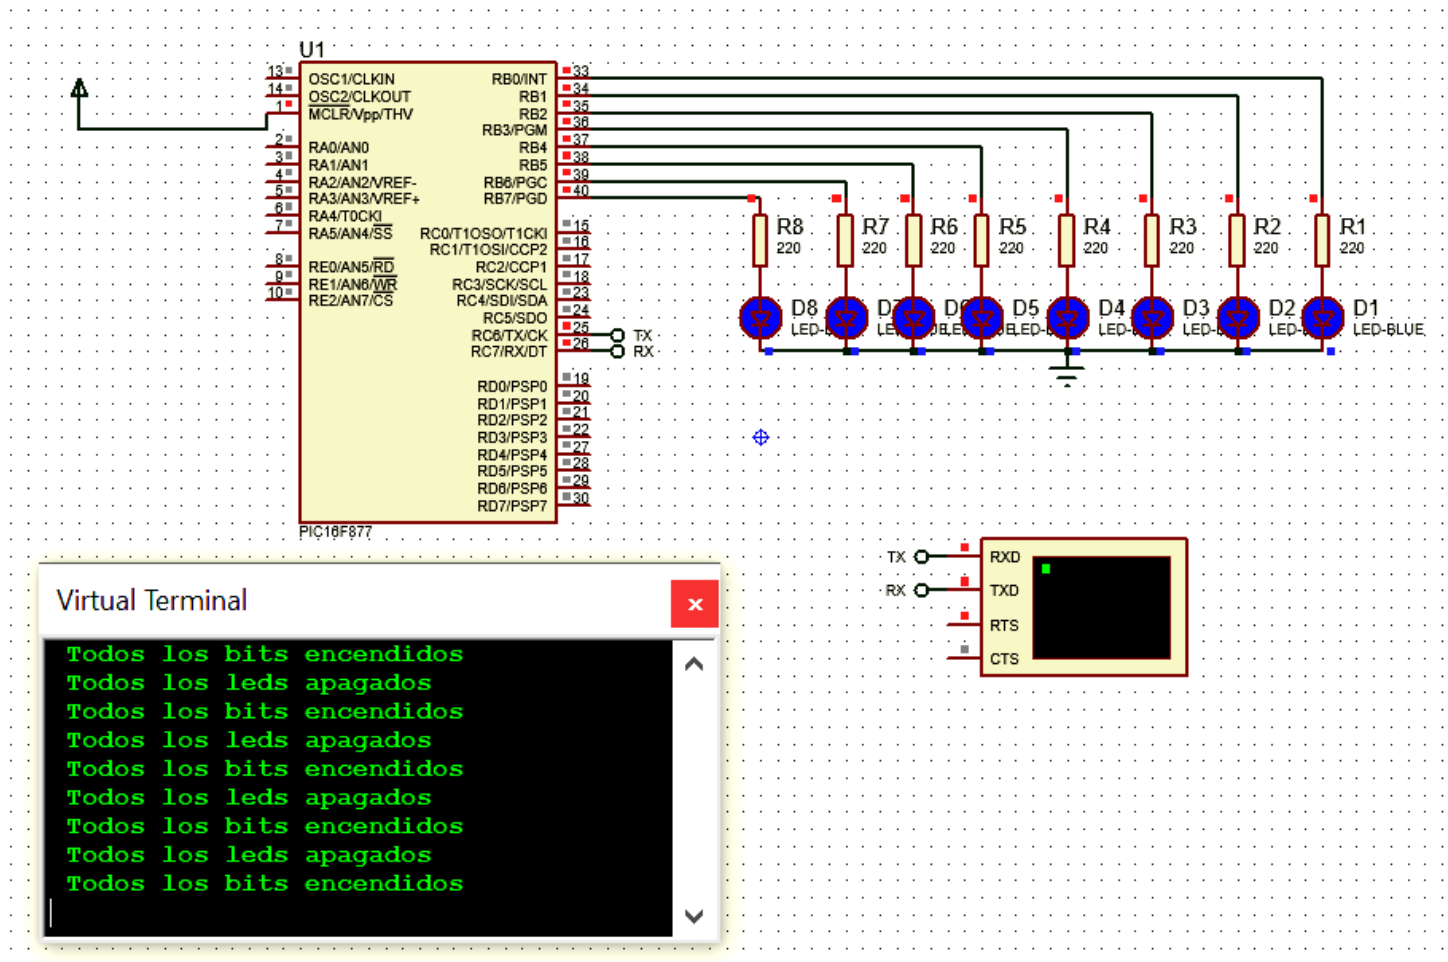 U1
13 OSC1/CLKIN RB0/INT 33
14 OSC2/CLKOUT RB1 34
1 MCLR/Vpp/THV RB2 35
RB3/PGM 36
2 RA0/AN0 RB4 37
3 RA1/AN1 RB5 38
4 RA2/AN2/VREF- RB6/PGC 39
5 RA3/AN3/VREF+ RB7/PGD 40
6 RA4/T0CKI
7 RA5/AN4/SS RC0/T1OSO/T1CKI 15
RC1/T1OSI/CCP2 16
8 RE0/AN5/RD RC2/CCP1 17
9 RE1/AN6/WR RC3/SCK/SCL 18
10 RE2/AN7/CS RC4/SDI/SDA 23
RC5/SDO 24
RC6/TX/CK 25 TX
RC7/RX/DT 26 RX
RD0/PSP0 19
RD1/PSP1 20
RD2/PSP2 21
RD3/PSP3 22
RD4/PSP4 27
RD5/PSP5 28
RD6/PSP6 29
RD7/PSP7 30
PIC16F877
R8 R7 R6 R5 R4 R3 R2 R1
220 220 220 220 220 220 220 220
D8 D5 D4 D3 D2 D1
LED-BLUE
TX RXD
RX TXD
RTS
CTS
Virtual Terminal
Todos los bits encendidos
Todos los leds apagados
Todos los bits encendidos
Todos los leds apagados
Todos los bits encendidos
Todos los leds apagados
Todos los bits encendidos
Todos los leds apagados
Todos los bits encendidos